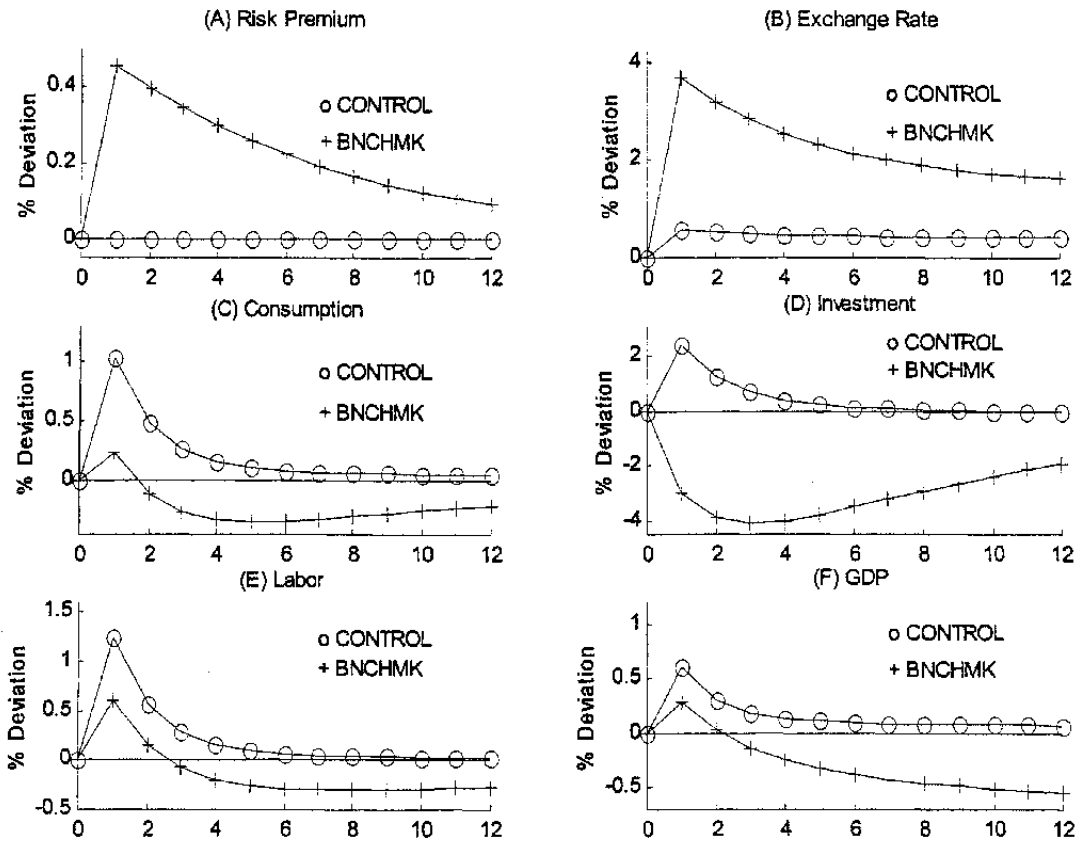 (A) Risk Premium
% Deviation
0.4
0.2
0
CONTROL
BNCHMK
0 2 4 6 8 10 12
(B) Exchange Rate
% Deviation
4
2
0
CONTROL
BNCHMK
0 2 4 6 8 10 12
(C) Consumption
% Deviation
1
0.5
0
CONTROL
BNCHMK
0 2 4 6 8 10 12
(D) Investment
% Deviation
2
0
-2
-4
CONTROL
BNCHMK
0 2 4 6 8 10 12
(E) Labor
% Deviation
1.5
1
0.5
0
-0.5
CONTROL
BNCHMK
0 2 4 6 8 10 12
(F) GDP
% Deviation
1
0.5
0
-0.5
CONTROL
BNCHMK
0 2 4 6 8 10 12